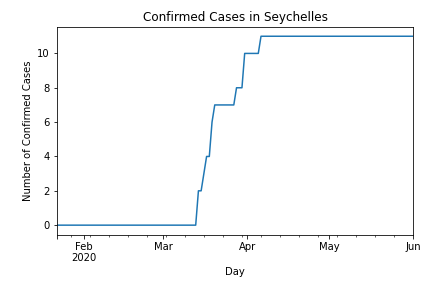 Confirmed Cases in Seychelles
Number of Confirmed Cases
10
8
6
4
2
0
Feb
2020
Mar
Apr
May
Jun
Day